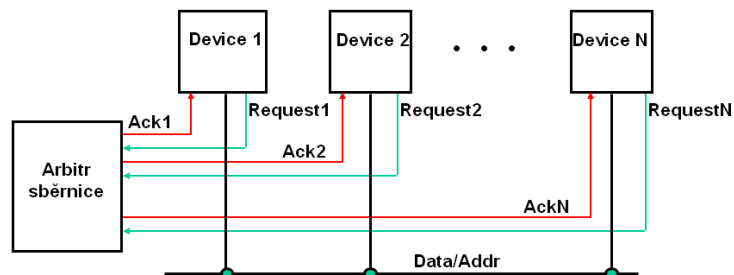 Device 1
Device 2
. . .
Device N
Ack1
Request1
Request2
RequestN
Ack2
Arbitr
sběrnice
AckN
Data/Addr